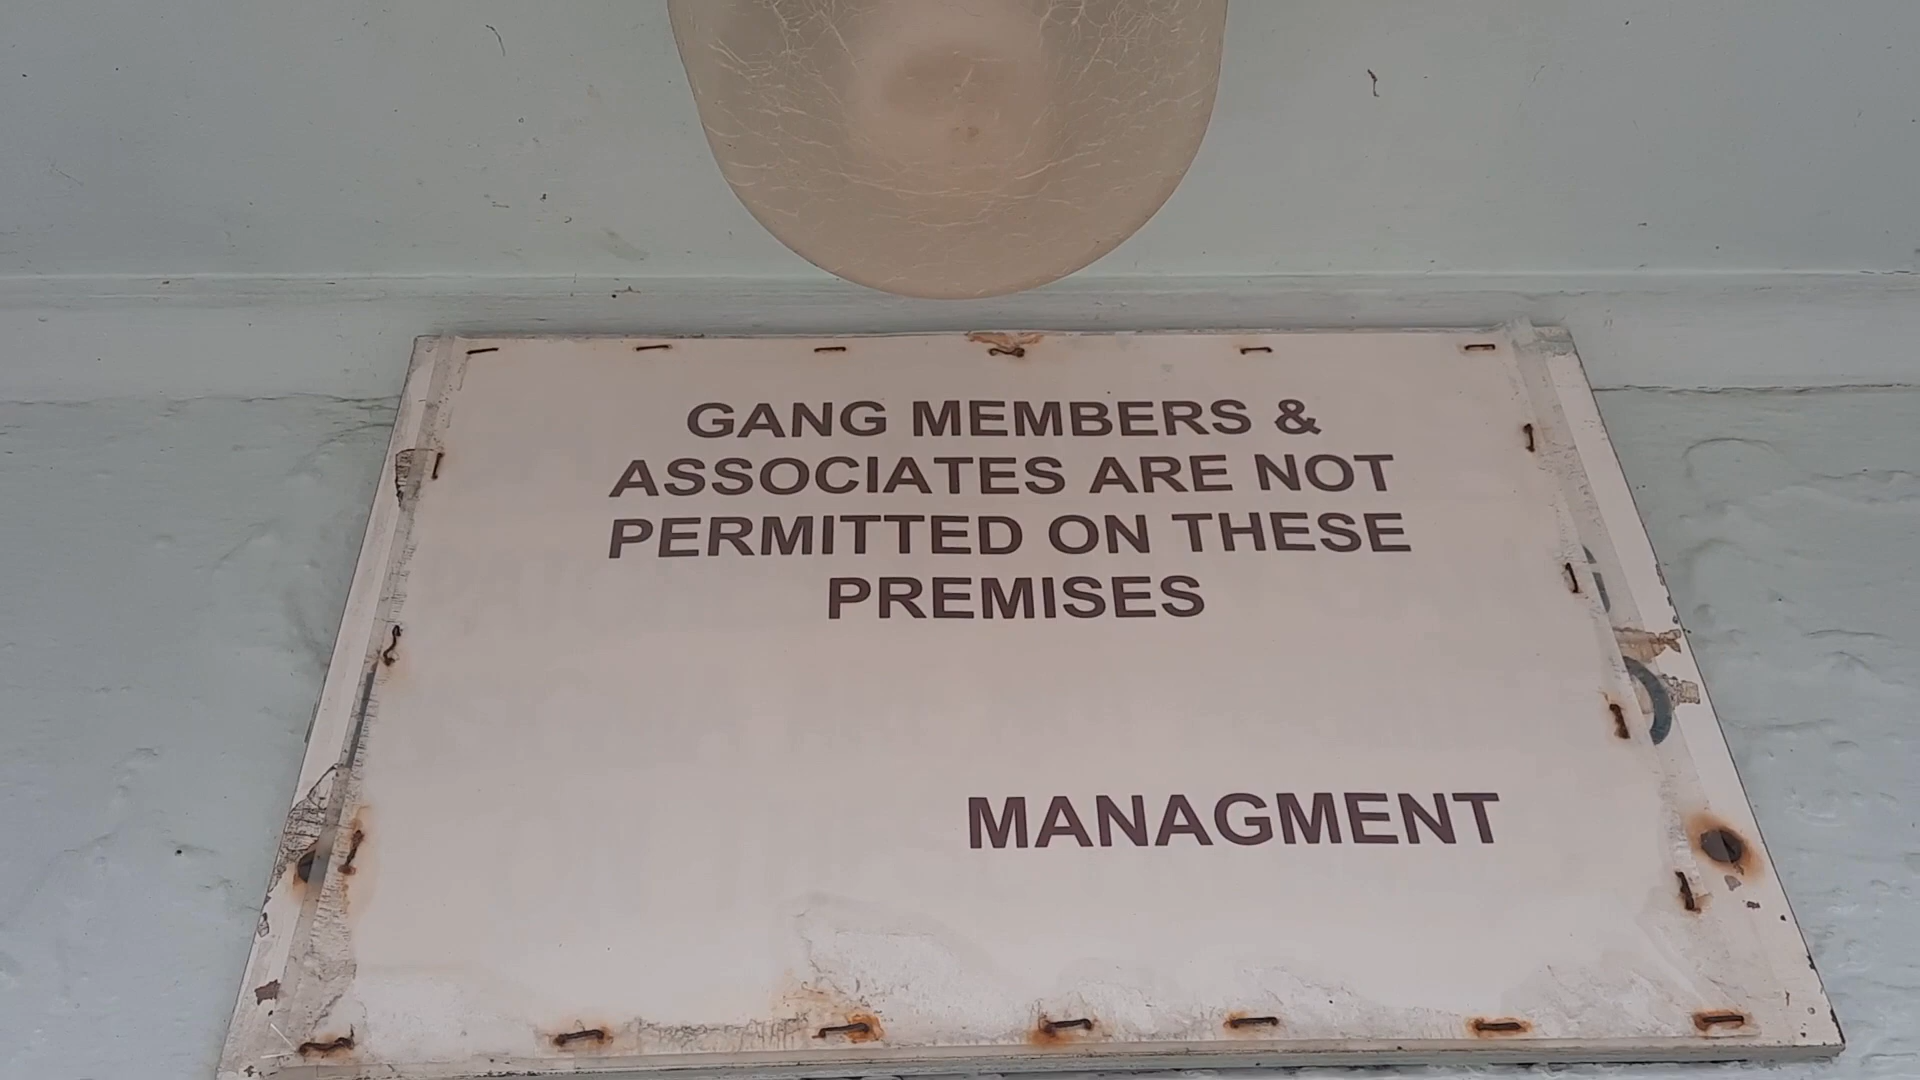 GANG MEMBERS &
ASSOCIATES ARE NOT
PERMITTED ON THESE
PREMISES
MANAGMENT